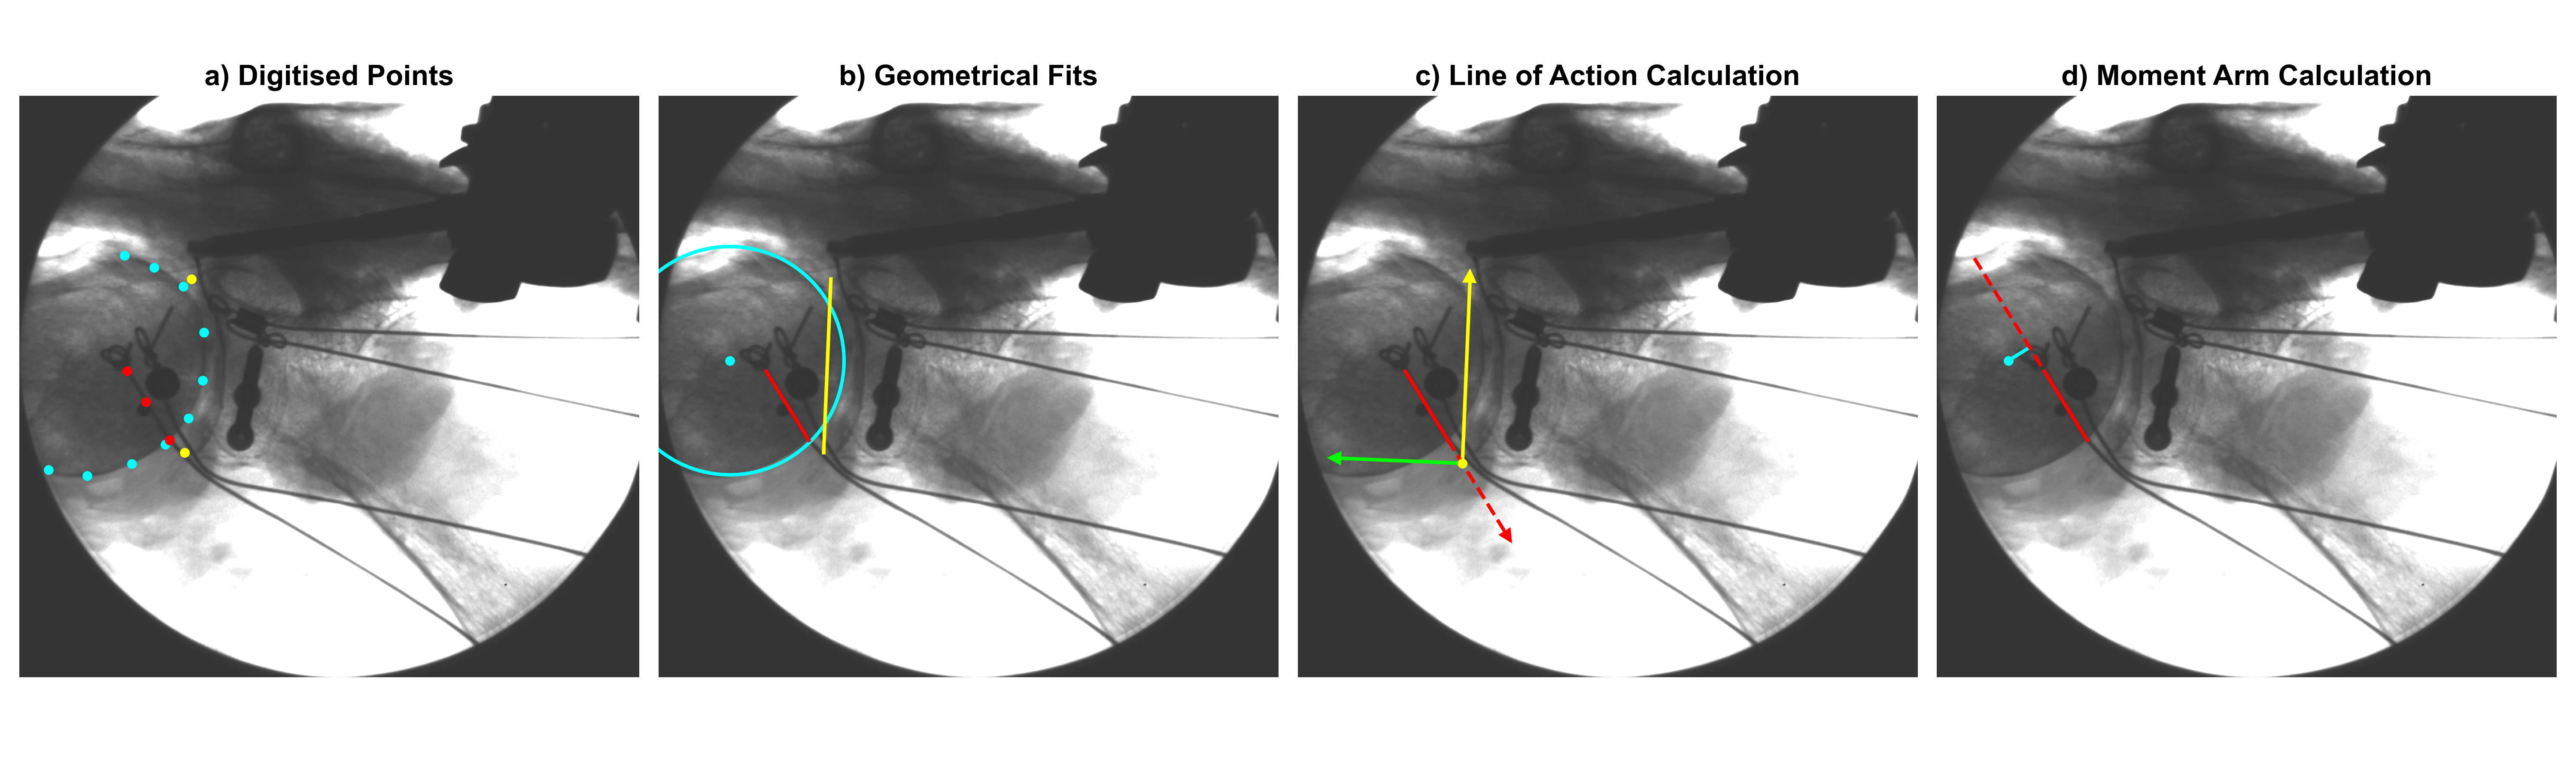 a) Digitised Points
b) Geometrical Fits
c) Line of Action Calculation
d) Moment Arm Calculation